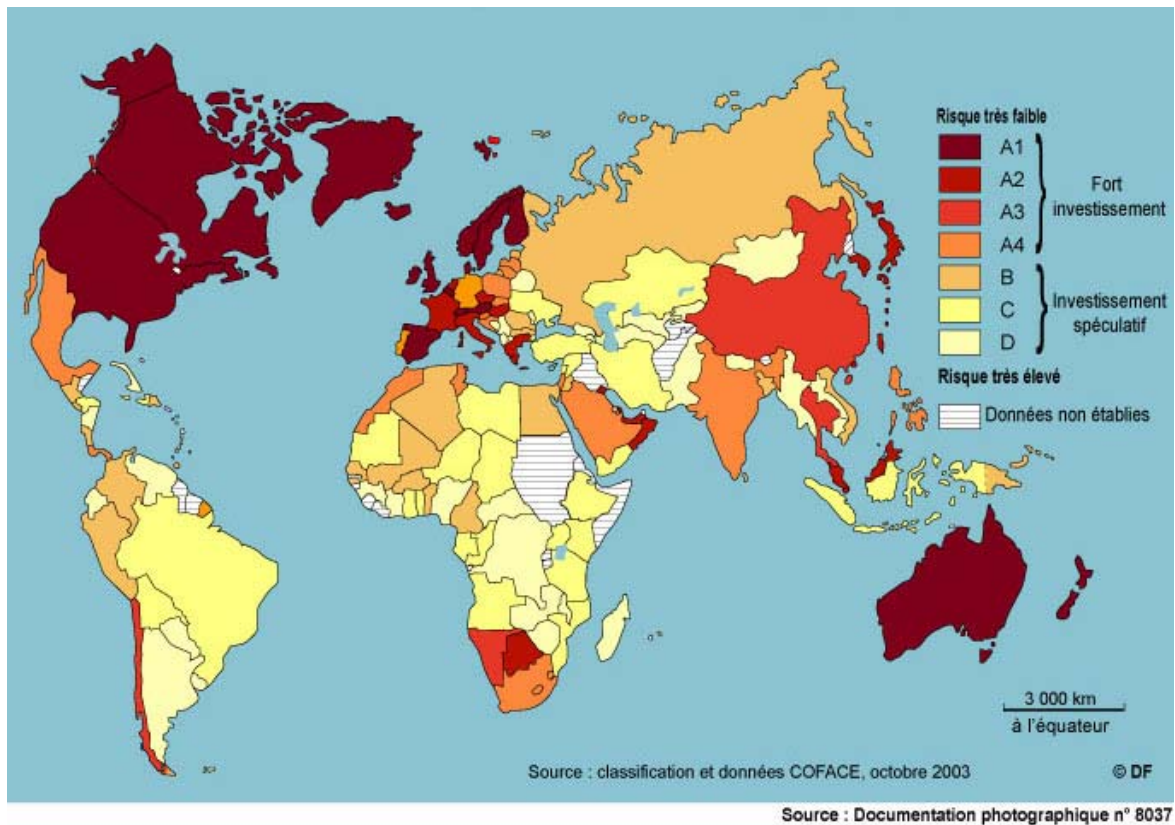 Risque très faible
A1
A2
A3
A4
Fort
investissement
B
C
D
Investissement
spéculatif
Risque très élevé
Données non établies
3 000 km
à l'équateur
Source : classification et données COFACE, octobre 2003
© DF
Source : Documentation photographique n° 8037